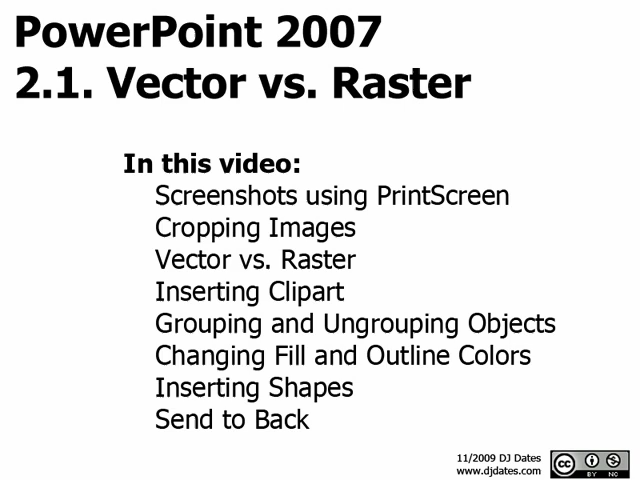 PowerPoint 2007
2.1. Vector vs. Raster
In this video:
Screenshots using PrintScreen
Cropping Images
Vector vs. Raster
Inserting Clipart
Grouping and Ungrouping Objects
Changing Fill and Outline Colors
Inserting Shapes
Send to Back
11/2009 DJ Dates
www.djdates.com
cc
BY NC